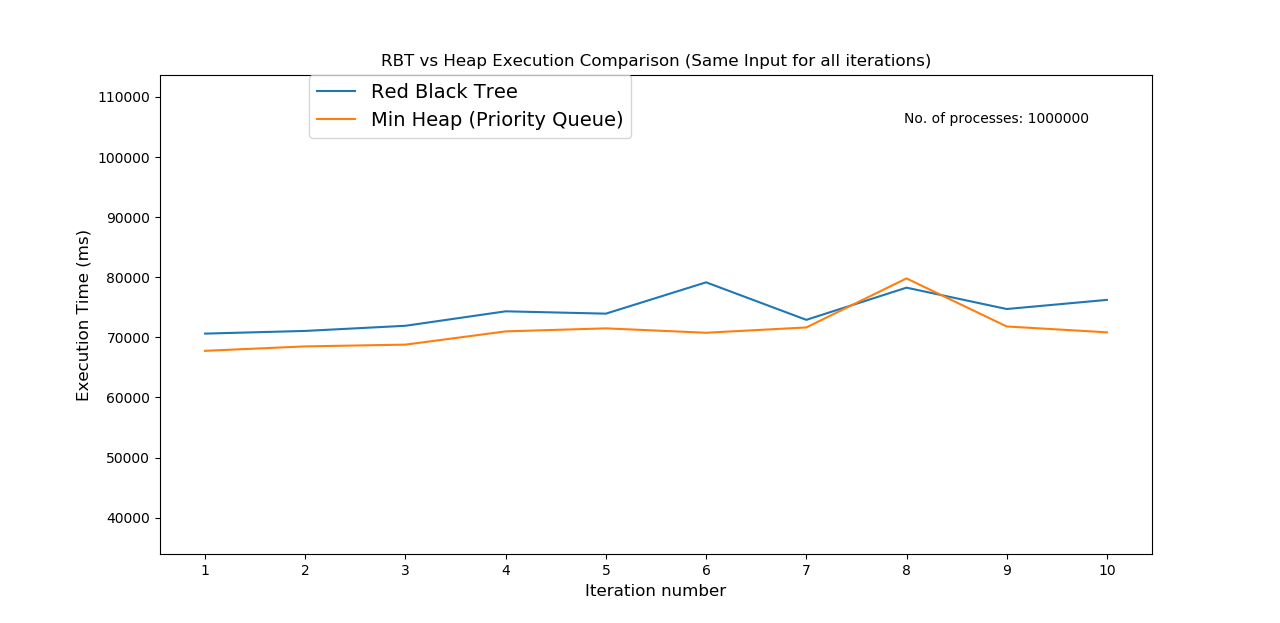 RBT vs Heap Execution Comparison (Same Input for all iterations)
Red Black Tree
Min Heap (Priority Queue)
No. of processes: 1000000
Execution Time (ms)
110000
100000
90000
80000
70000
60000
50000
40000
1 2 3 4 5 6 7 8 9 10
Iteration number